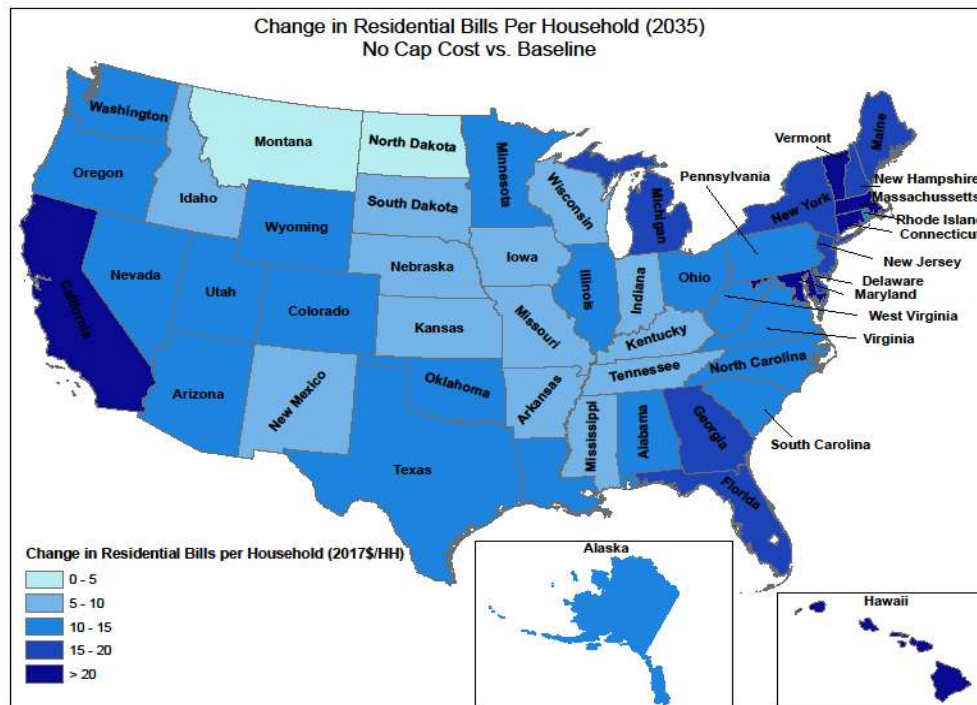 Change in Residential Bills Per Household (2035)
No Cap Cost vs. Baseline
Washington
Montana
North Dakota
Minnesota
Vermont
Maine
Oregon
Idaho
South Dakota
Wisconsin
Michigan
Pennsylvania
New York
New Hampshire
Massachussetts
Rhode Island
Connecticut
Wyoming
Nebraska
Iowa
New Jersey
Nevada
Utah
Colorado
Kansas
Missouri
Illinois
Indiana
Ohio
Delaware
Maryland
West Virginia
Virginia
California
Kentucky
Tennessee
North Carolina
Arizona
New Mexico
Oklahoma
Arkansas
Mississippi
Alabama
Georgia
South Carolina
Texas
Florida
Change in Residential Bills per Household (2017$/HH)
0 - 5
5 - 10
10 - 15
15 - 20
> 20
Alaska
Hawaii